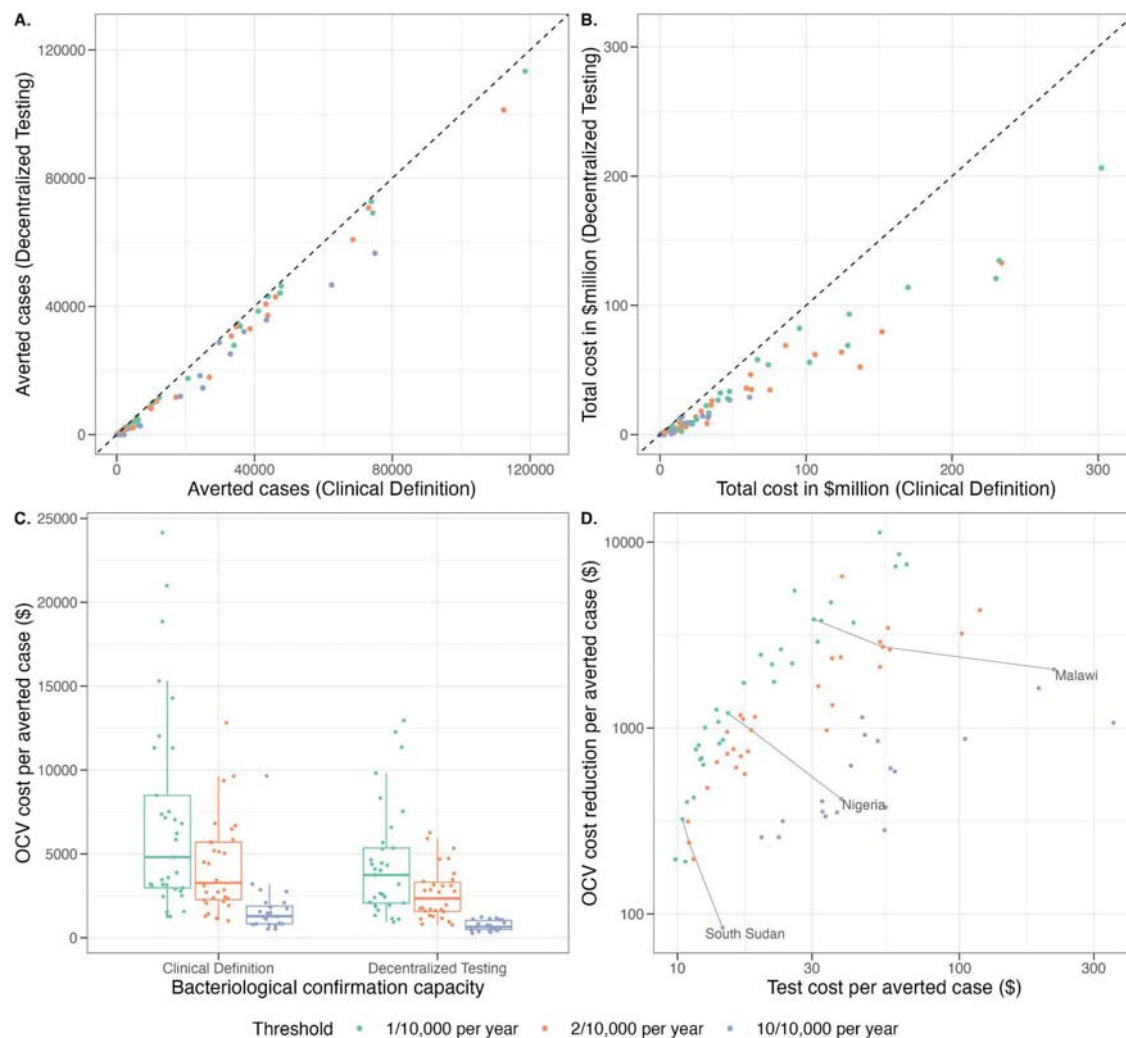 A.
120000
80000
40000
0
0 40000 80000 120000
Averted cases (Decentralized Testing)
Averted cases (Clinical Definition)
B.
300
200
100
0
0 100 200 300
Total cost in $million (Decentralized Testing)
Total cost in $million (Clinical Definition)
C.
25000
20000
15000
10000
5000
0
OCV cost per averted case ($)
Clinical Definition Decentralized Testing
Bacteriological confirmation capacity
D.
10000
1000
100
OCV cost reduction per averted case ($)
Malawi
Nigeria
South Sudan
10 30 100 300
Test cost per averted case ($)
Threshold 1/10,000 per year 2/10,000 per year 10/10,000 per year